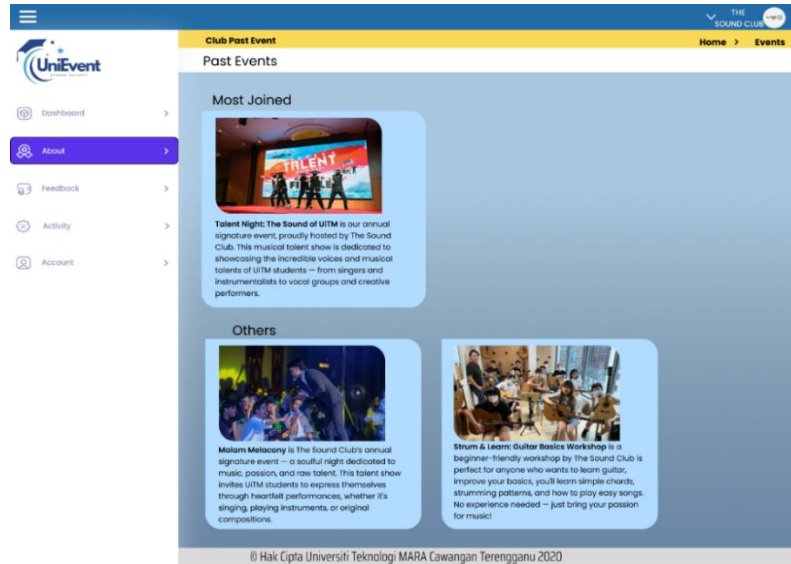 THE
SOUND CLUB
UniEvent
Club Past Event
Home > Events
Past Events
Dashboard >
About >
Feedback >
Activity >
Account >
Most Joined
TALENT
Talent Night: The Sound of UiTM is our annual
signature event, proudly hosted by The Sound
Club. This musical talent show is dedicated to
showcasing the incredible voices and musical
talents of UiTM students — from singers and
instrumentalists to vocal groups and creative
performers.
Others
Malam Melacony is The Sound Club's annual
signature event — a soulful night dedicated to
music, passion, and raw talent. This talent show
invites UiTM students to express themselves
through heartfelt performances, whether it's
singing, playing instruments, or original
compositions.
Strum & Learn: Guitar Basics Workshop is a
beginner-friendly workshop by The Sound Club is
perfect for anyone who wants to learn guitar,
improve your basics, you'll learn simple chords,
strumming patterns, and how to play easy songs.
No experience needed — just bring your passion
for music!
© Hak Cipta Universiti Teknologi MARA Cawangan Terengganu 2020